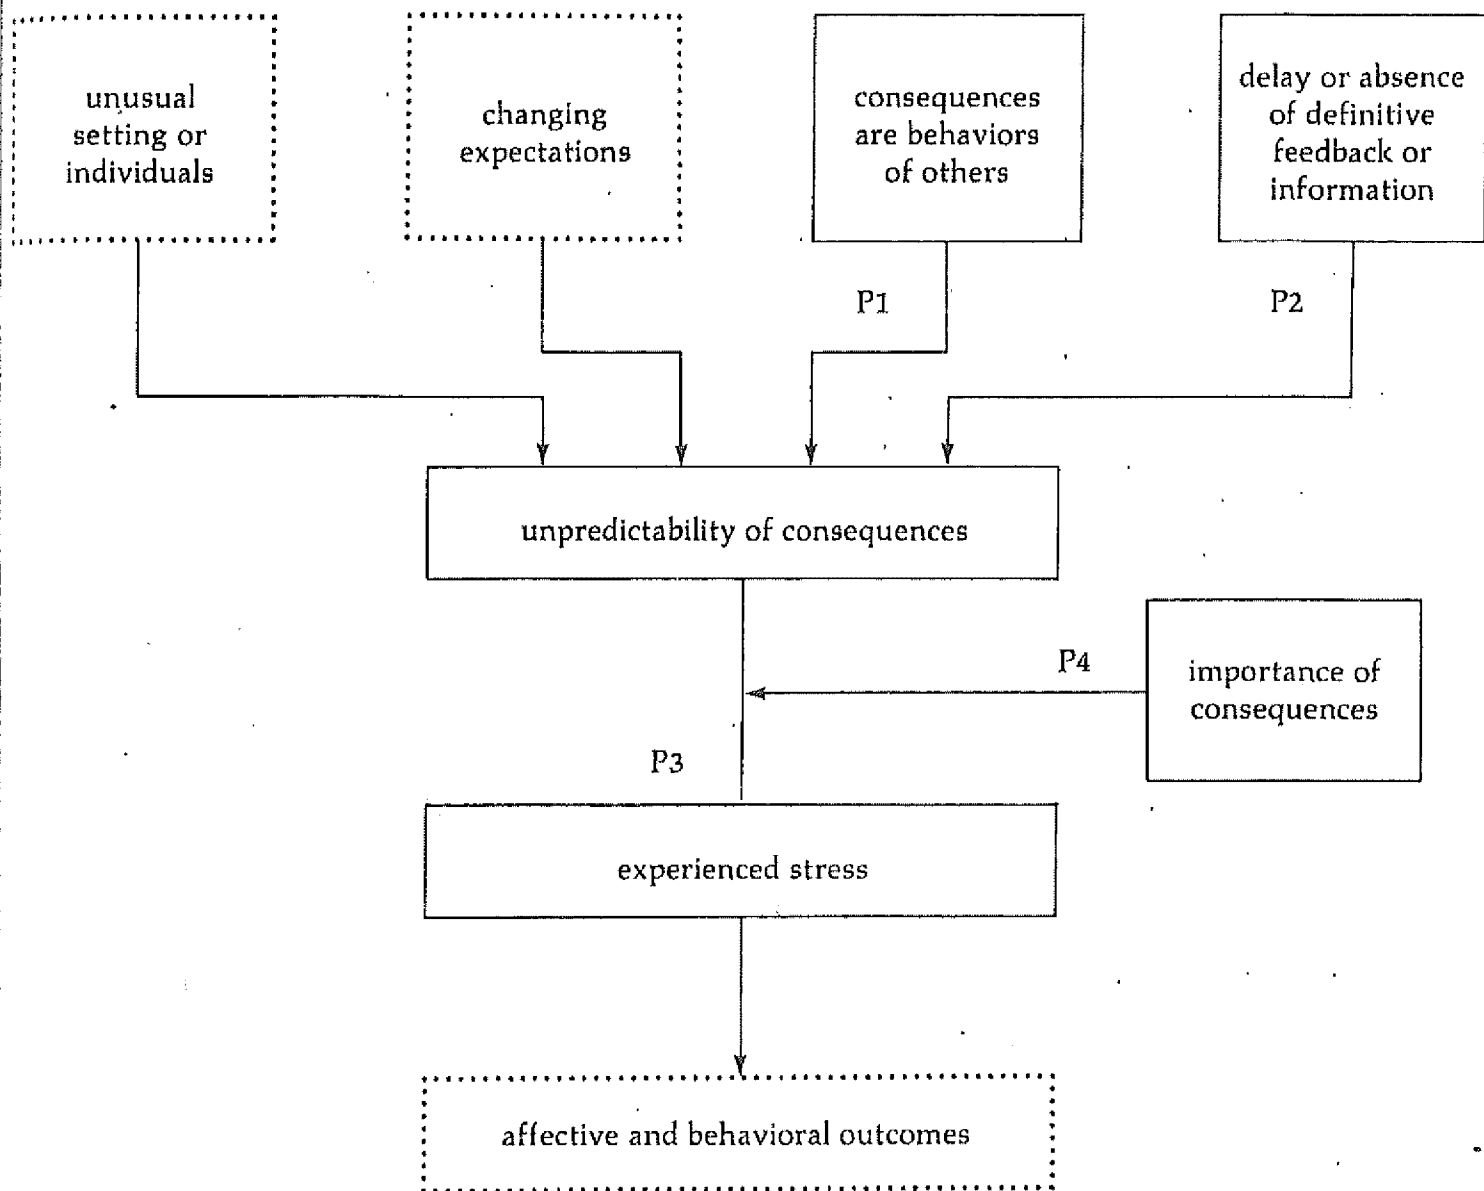 unusual
setting or
individuals
changing
expectations
consequences
are behaviors
of others
delay or absence
of definitive
feedback or
information
P1
P2
unpredictability of consequences
P4
importance of
consequences
P3
experienced stress
affective and behavioral outcomes